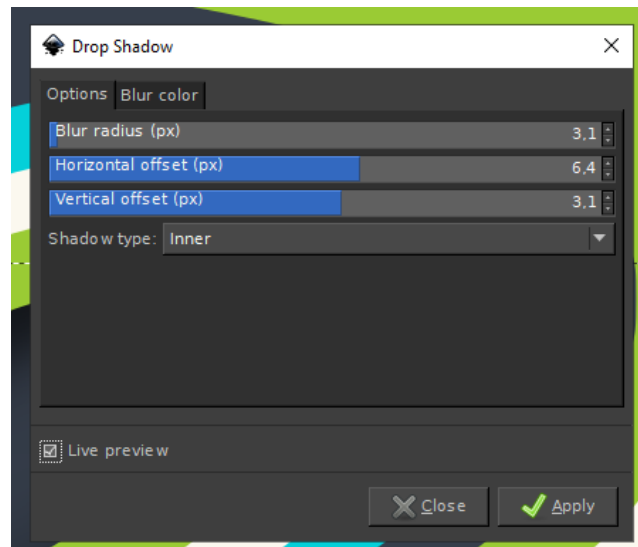 Drop Shadow
Options Blur color
Blur radius (px) 3,1
Horizontal offset (px) 6,4
Vertical offset (px) 3,1
Shadow type: Inner
Live preview
Close Apply